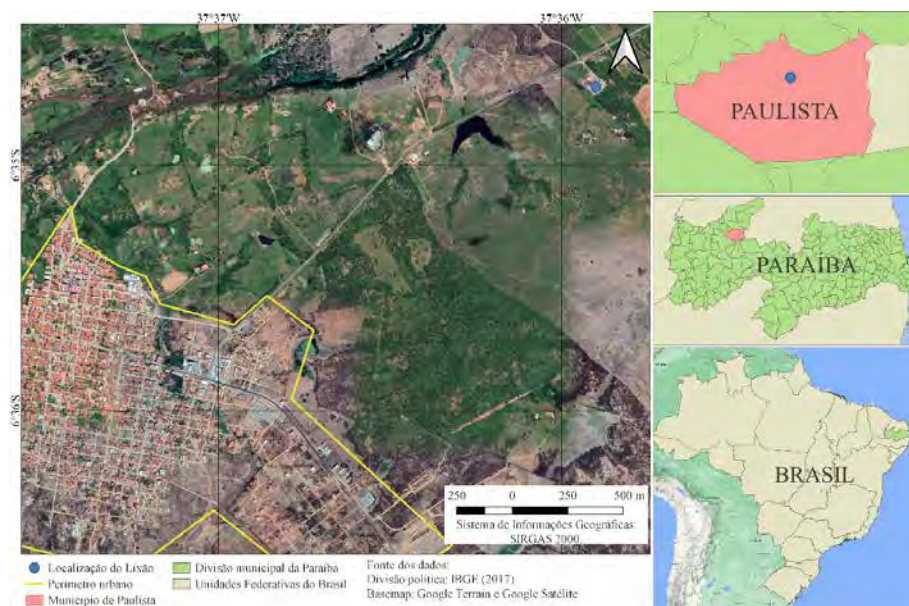 37°37'W
37°36'W
6°35'S
6°36'S
250 0 250 500 m
Sistema de Informações Geográficas:
SIRGAS 2000
PAULISTA
PARAÍBA
BRASIL
Localização do Lixão
Perímetro urbano
Município de Paulista
Divisão municipal da Paraíba
Unidades Federativas do Brasil
Fonte dos dados:
Divisão política: IBGE (2017)
Basemap: Google Terrain e Google Satélite